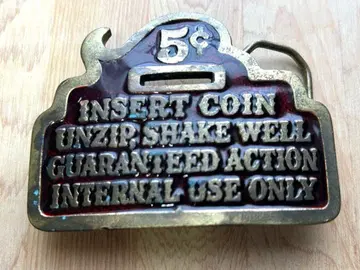 5¢
INSERT COIN
UNZIP, SHAKE WELL
GUARANTEED ACTION
INTERNAL USE ONLY